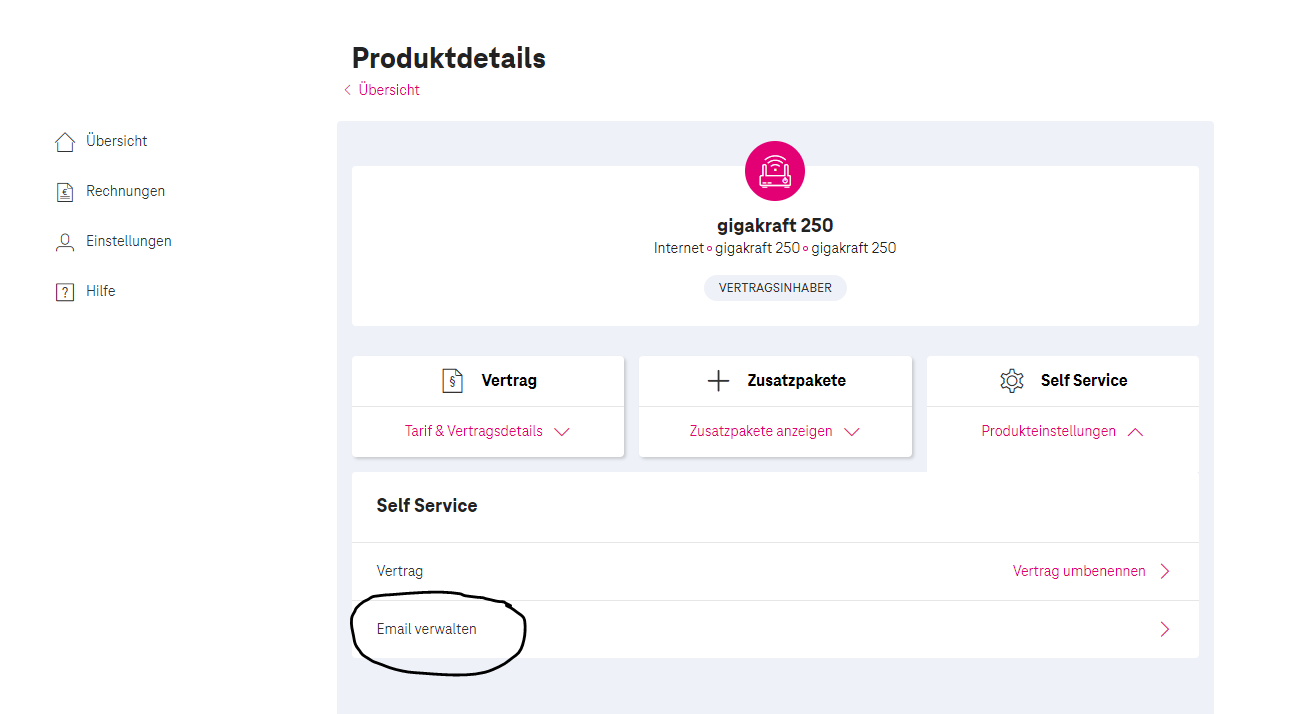 Produktdetails
Übersicht
Übersicht
Rechnungen
Einstellungen
Hilfe
gigakraft 250
Internet gigakraft 250 gigakraft 250
VERTRAGSINHABER
§ Vertrag
Tarif & Vertragsdetails
Zusatzpakete
Zusatzpakete anzeigen
Self Service
Produkteinstellungen
Self Service
Vertrag Vertrag umbenennen
Email verwalten